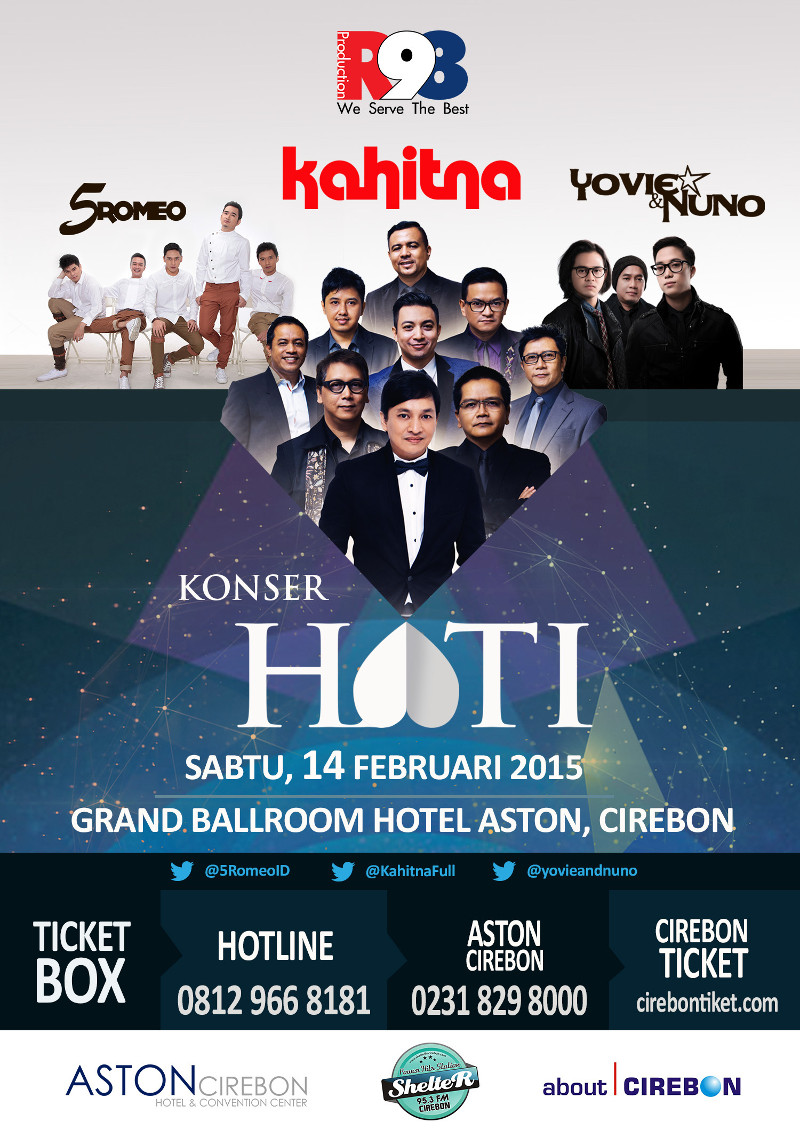 Production
R98
We Serve The Best
kahitna
5ROMEO
YOVIE
&NUNO
KONSER
HATI
SABTU, 14 FEBRUARI 2015
GRAND BALLROOM HOTEL ASTON, CIREBON
@5RomeoID @KahitnaFull @yovieandnuno
TICKET
BOX
HOTLINE
0812 966 8181
ASTON
CIREBON
0231 829 8000
CIREBON
TICKET
cirebontiket.com
ASTONCIREBON
HOTEL & CONVENTION CENTER
ShelteR
95.3 FM
CIREBON
about CIREBON